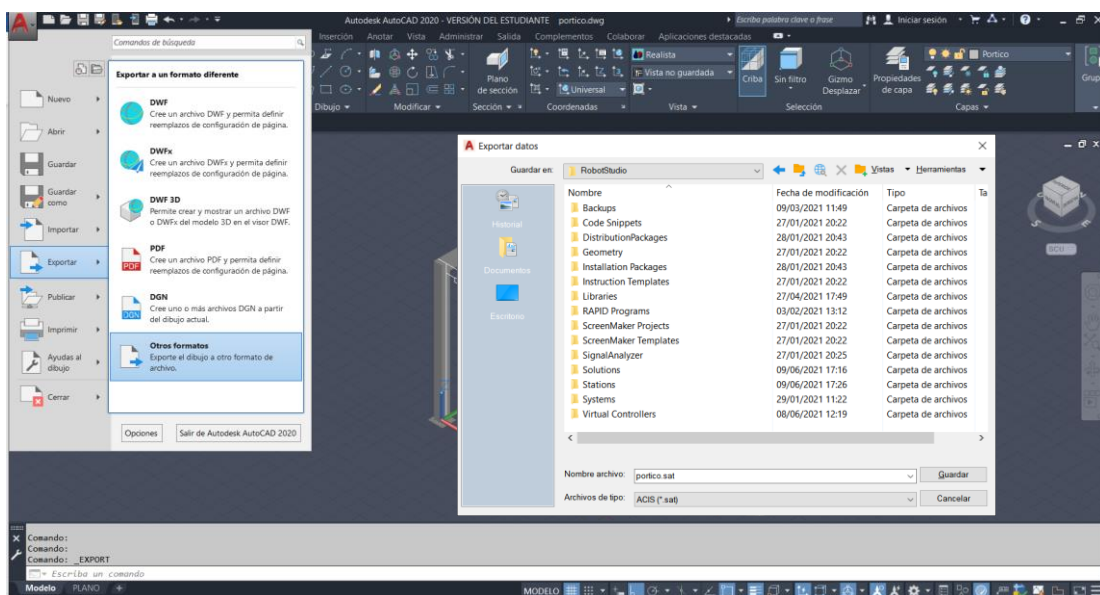 Autodesk AutoCAD 2020 - VERSIÓN DEL ESTUDIANTE portico.dwg
Escriba palabra clave o frase
Iniciar sesión
Inserción Anotar Vista Administrar Salida Complementos Colaborar Aplicaciones destacadas
Comandos de búsqueda
Realista
Vista no guardada
Universal
Plano
de sección
Criba
Sin filtro
Gizmo
Desplazar
Propiedades
de capa
Portico
Grup
Dibujo
Modificar
Sección
Coordenadas
Vista
Selección
Capas
Nuevo
Abrir
Guardar
Guardar
como
Importar
Exportar
Publicar
Imprimir
Ayudas al
dibujo
Cerrar
Exportar a un formato diferente
DWF
Cree un archivo DWF y permita definir
reemplazos de configuración de página.
DWFx
Cree un archivo DWFx y permita definir
reemplazos de configuración de página.
DWF 3D
Permite crear y mostrar un archivo DWF
o DWFx del modelo 3D en el visor DWF.
PDF
PDF
Cree un archivo PDF y permita definir
reemplazos de configuración de página.
DGN
DGN
Cree uno o más archivos DGN a partir
del dibujo actual.
Otros formatos
Exporte el dibujo a otro formato de
archivo.
Opciones
Salir de Autodesk AutoCAD 2020
Exportar datos
Guardar en: RobotStudio
Vistas Herramientas
Historial
Documentos
Escritorio
Nombre Fecha de modificación Tipo Ta
Backups 09/03/2021 11:49 Carpeta de archivos
Code Snippets 27/01/2021 20:22 Carpeta de archivos
DistributionPackages 28/01/2021 20:43 Carpeta de archivos
Geometry 27/01/2021 20:22 Carpeta de archivos
Installation Packages 28/01/2021 20:43 Carpeta de archivos
Instruction Templates 27/01/2021 20:22 Carpeta de archivos
Libraries 27/04/2021 17:49 Carpeta de archivos
RAPID Programs 03/02/2021 13:12 Carpeta de archivos
ScreenMaker Projects 27/01/2021 20:22 Carpeta de archivos
ScreenMaker Templates 27/01/2021 20:22 Carpeta de archivos
SignalAnalyzer 27/01/2021 20:25 Carpeta de archivos
Solutions 09/06/2021 17:16 Carpeta de archivos
Stations 09/06/2021 17:26 Carpeta de archivos
Systems 29/01/2021 11:22 Carpeta de archivos
Virtual Controllers 08/06/2021 12:19 Carpeta de archivos
Nombre archivo: portico.sat Guardar
Archivos de tipo: ACIS (*.sat) Cancelar
Comando:
Comando:
Comando: _EXPORT
Escriba un comando
Modelo PLANO
MODELO